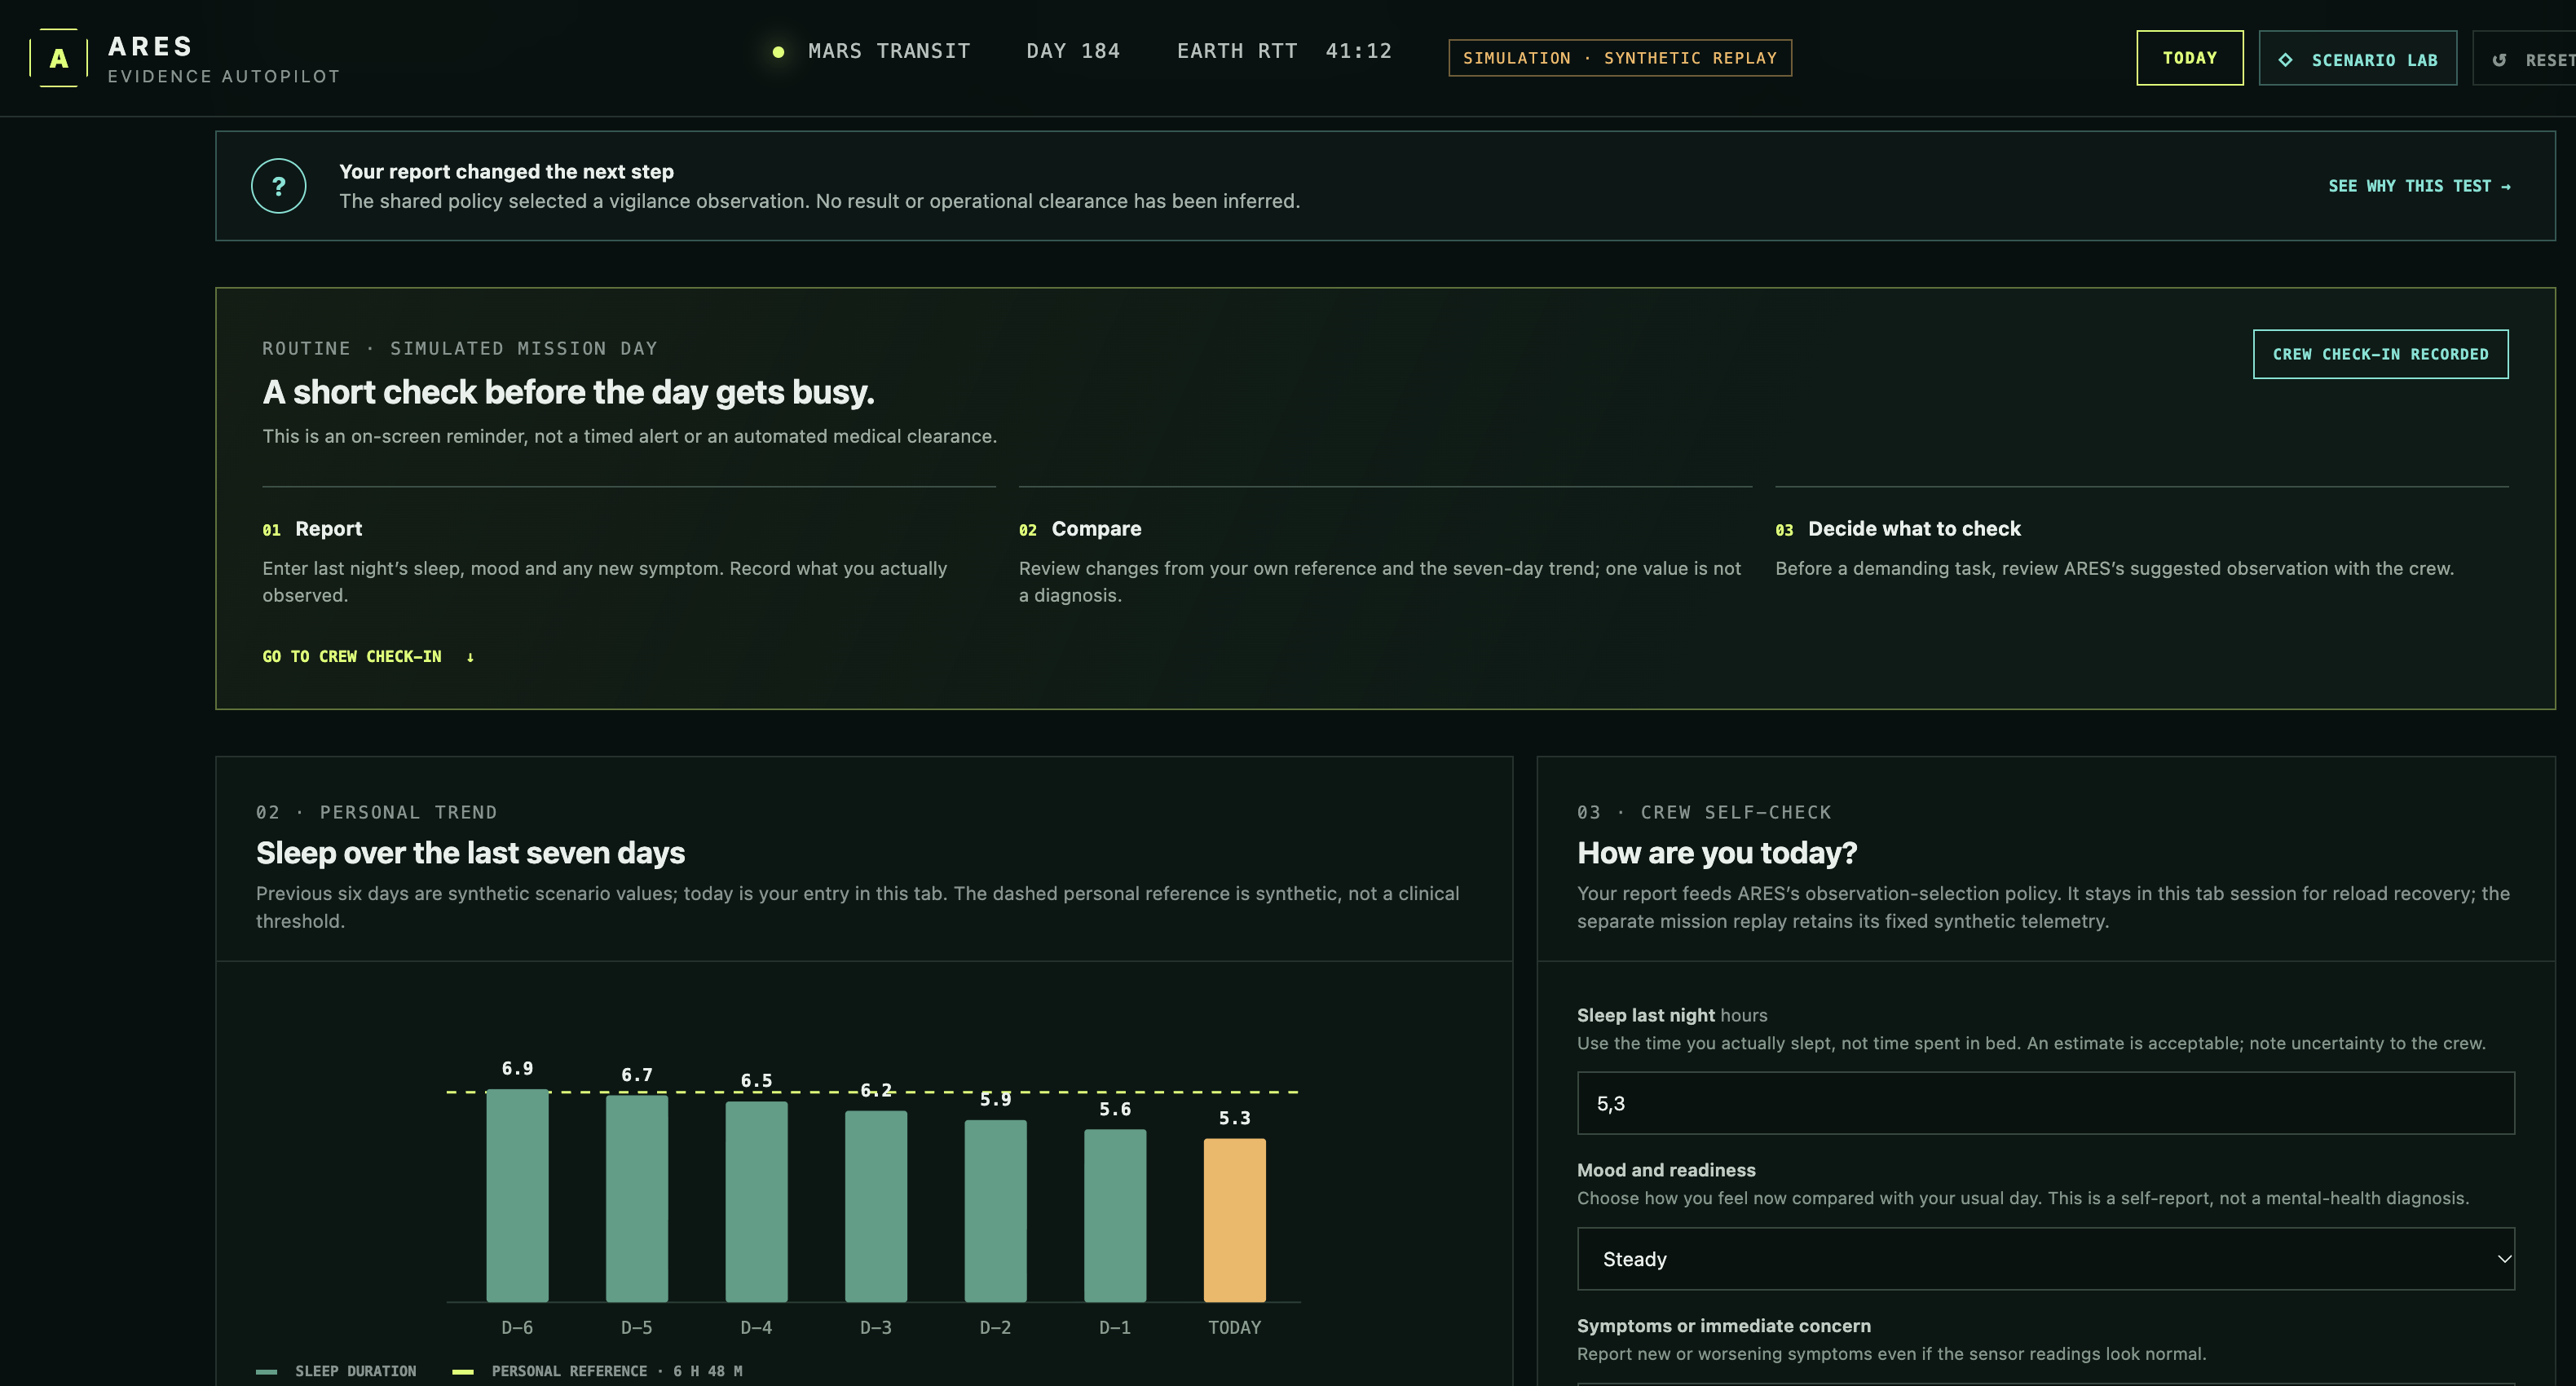 A
ARES
EVIDENCE AUTOPILOT
MARS TRANSIT DAY 184 EARTH RTT 41:12
SIMULATION · SYNTHETIC REPLAY
TODAY
◇ SCENARIO LAB
↺ RESET
?
Your report changed the next step
The shared policy selected a vigilance observation. No result or operational clearance has been inferred.
SEE WHY THIS TEST →
ROUTINE · SIMULATED MISSION DAY
A short check before the day gets busy.
This is an on-screen reminder, not a timed alert or an automated medical clearance.
CREW CHECK-IN RECORDED
01 Report
Enter last night’s sleep, mood and any new symptom. Record what you actually
observed.
02 Compare
Review changes from your own reference and the seven-day trend; one value is not
a diagnosis.
03 Decide what to check
Before a demanding task, review ARES’s suggested observation with the crew.
GO TO CREW CHECK-IN ↓
02 · PERSONAL TREND
Sleep over the last seven days
Previous six days are synthetic scenario values; today is your entry in this tab. The dashed personal reference is synthetic, not a clinical
threshold.
6.9 6.7 6.5 6.2 5.9 5.6 5.3
D-6 D-5 D-4 D-3 D-2 D-1 TODAY
SLEEP DURATION PERSONAL REFERENCE · 6 H 48 M
03 · CREW SELF-CHECK
How are you today?
Your report feeds ARES’s observation-selection policy. It stays in this tab session for reload recovery; the
separate mission replay retains its fixed synthetic telemetry.
Sleep last night hours
Use the time you actually slept, not time spent in bed. An estimate is acceptable; note uncertainty to the crew.
5,3
Mood and readiness
Choose how you feel now compared with your usual day. This is a self-report, not a mental-health diagnosis.
Steady
Symptoms or immediate concern
Report new or worsening symptoms even if the sensor readings look normal.